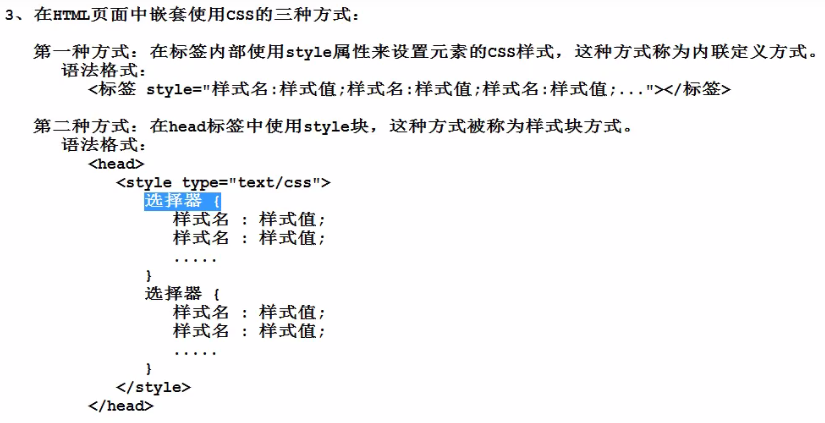 3、在HTML页面中嵌套使用CSS的三种方式：
第一种方式：在标签内部使用style属性来设置元素的CSS样式，这种方式称为内联定义方式。
语法格式：
<标签 style="样式名:样式值;样式名:样式值;样式名:样式值;..."></标签>
第二种方式：在head标签中使用style块，这种方式被称为样式块方式。
语法格式：
<head>
<style type="text/css">
选择器 {
样式名 : 样式值;
样式名 : 样式值;
.....
}
选择器 {
样式名 : 样式值;
样式名 : 样式值;
.....
}
</style>
</head>